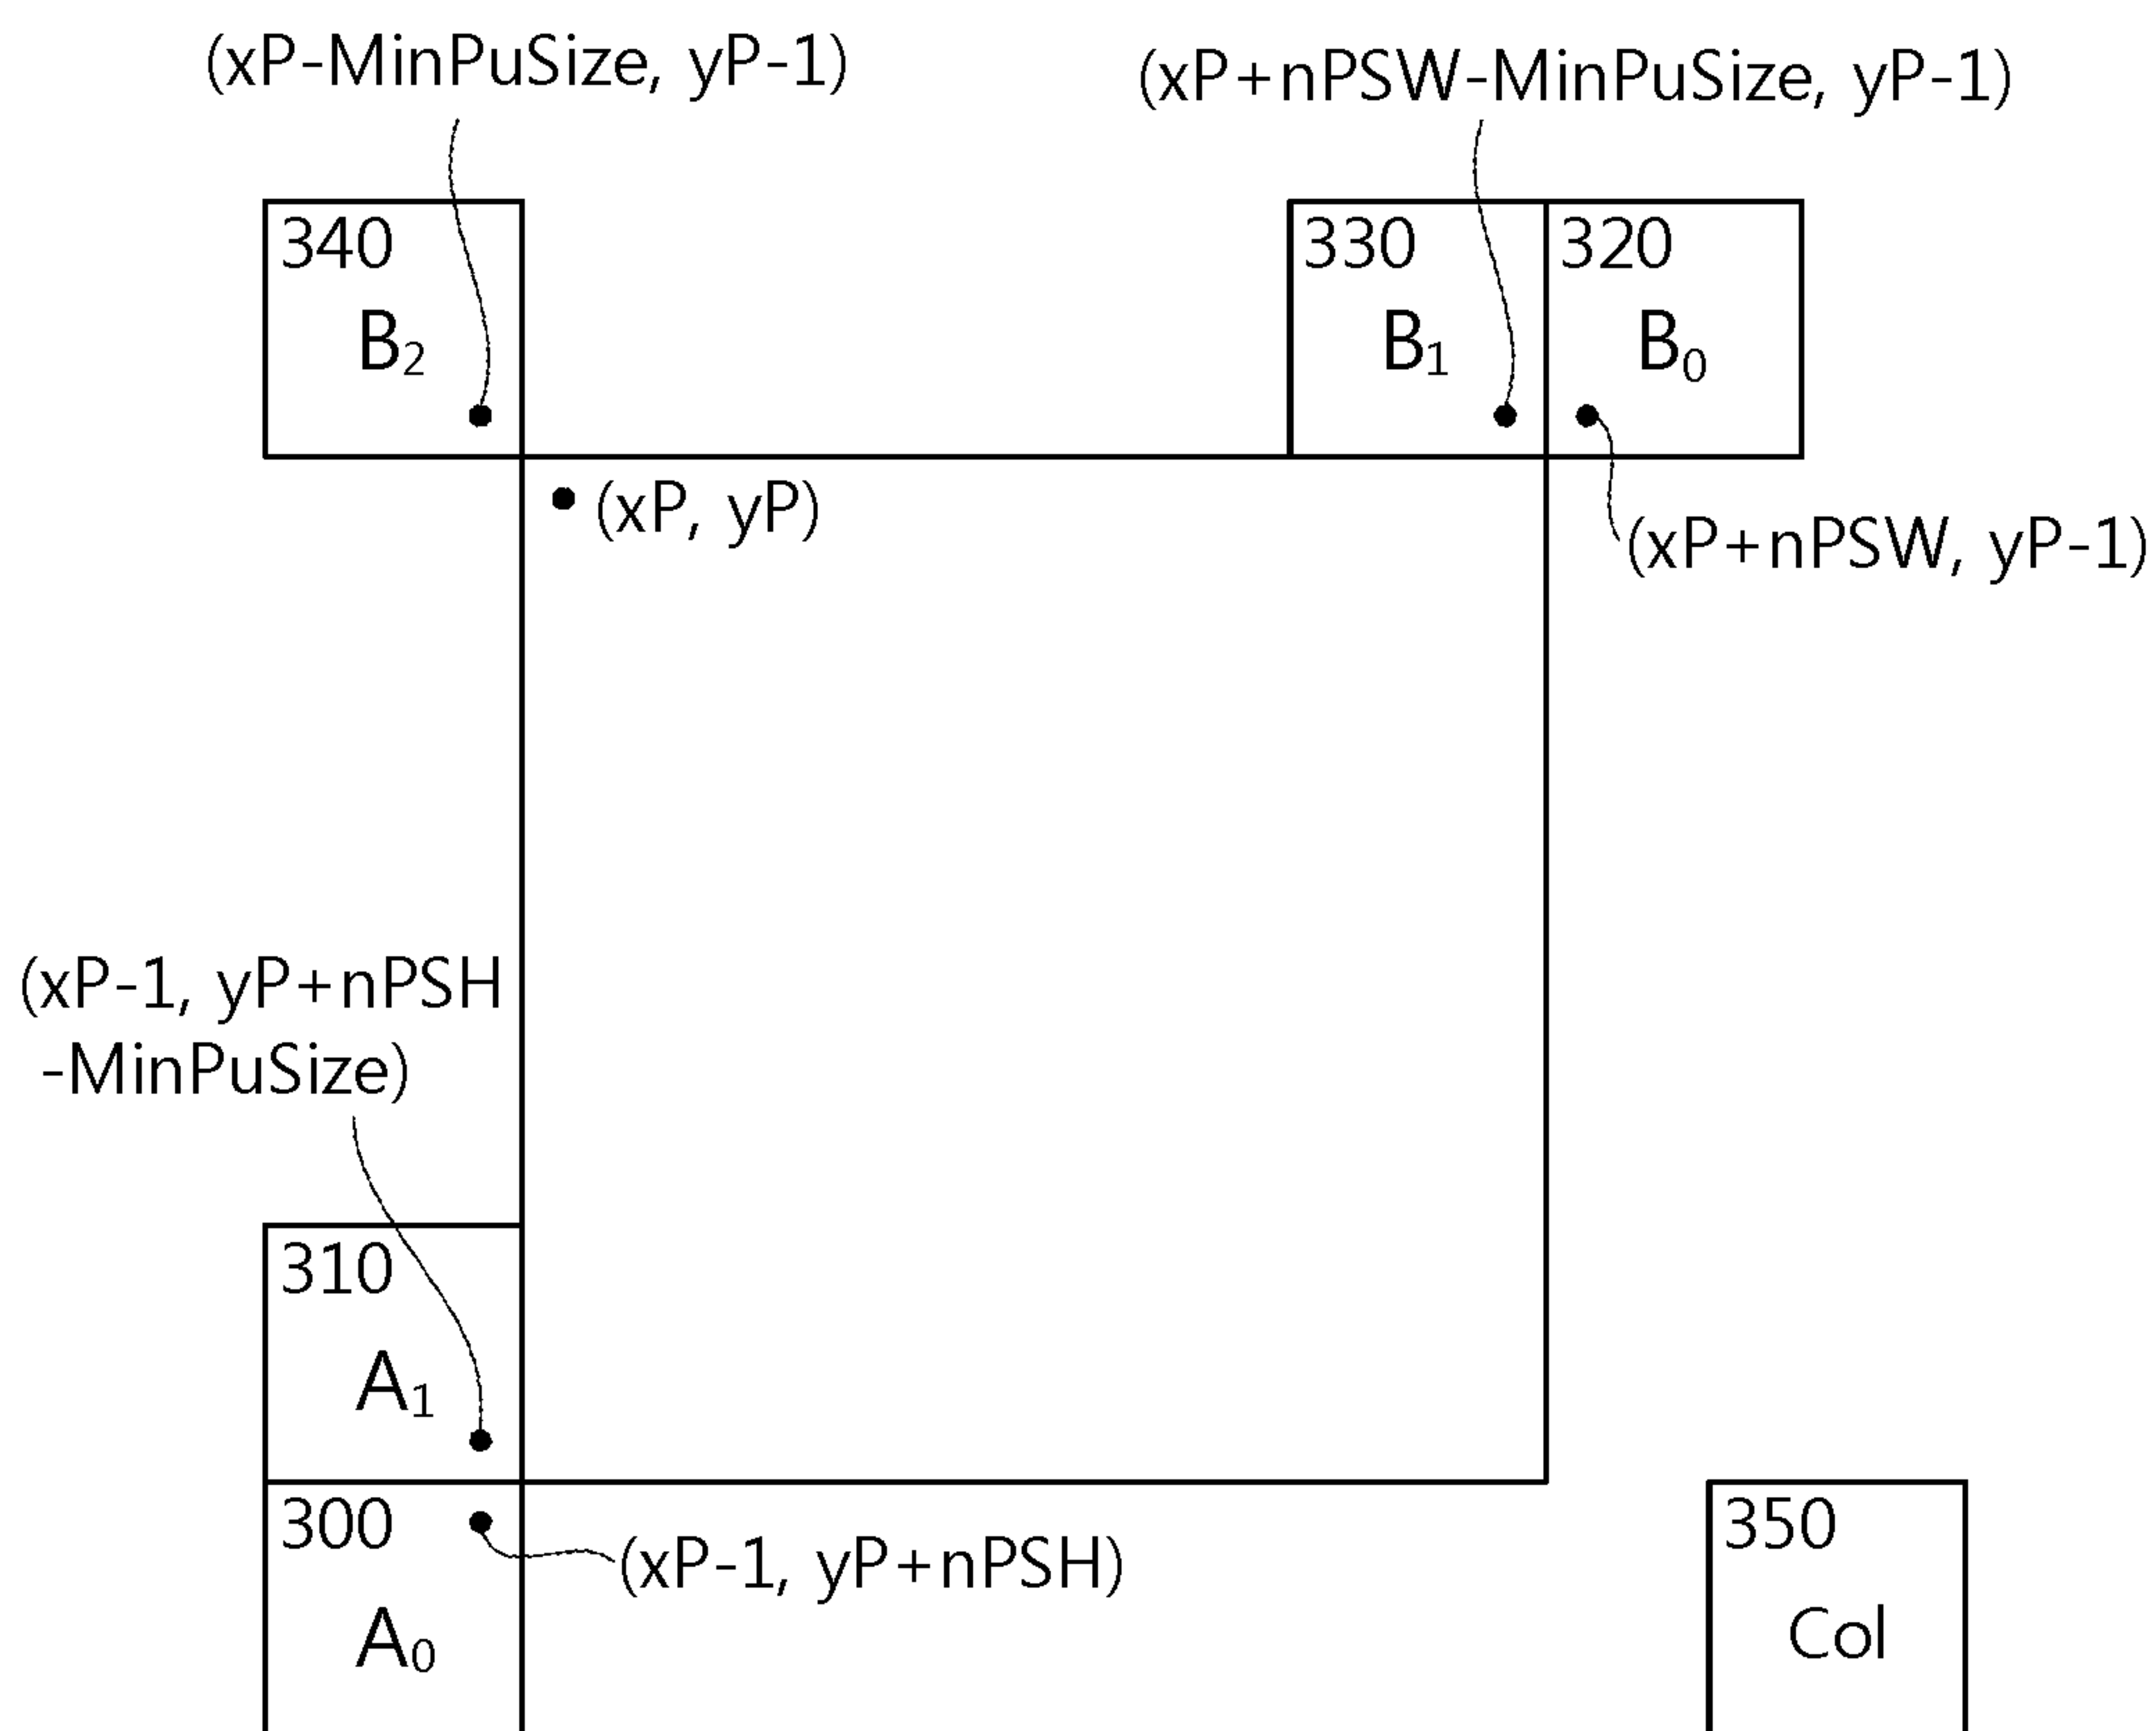 (xP-MinPuSize, yP-1)
(xP+nPSW-MinPuSize, yP-1)
340
B₂
330
B₁
320
B₀
(xP, yP)
(xP+nPSW, yP-1)
(xP-1, yP+nPSH
-MinPuSize)
310
A₁
300
A₀
(xP-1, yP+nPSH)
350
Col